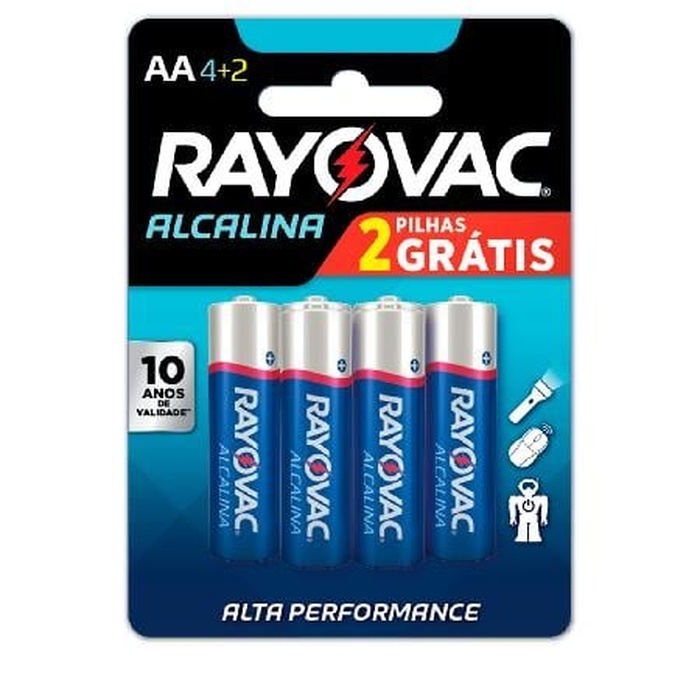 AA 4+2
RAYOVAC®
ALCALINA
2 PILHAS
GRÁTIS
10
ANOS
DE
VALIDADE**
RAYOVAC
ALCALINA
RAYOVAC
ALCALINA
RAYOVAC
ALCALINA
RAYOVAC
ALCALINA
ALTA PERFORMANCE